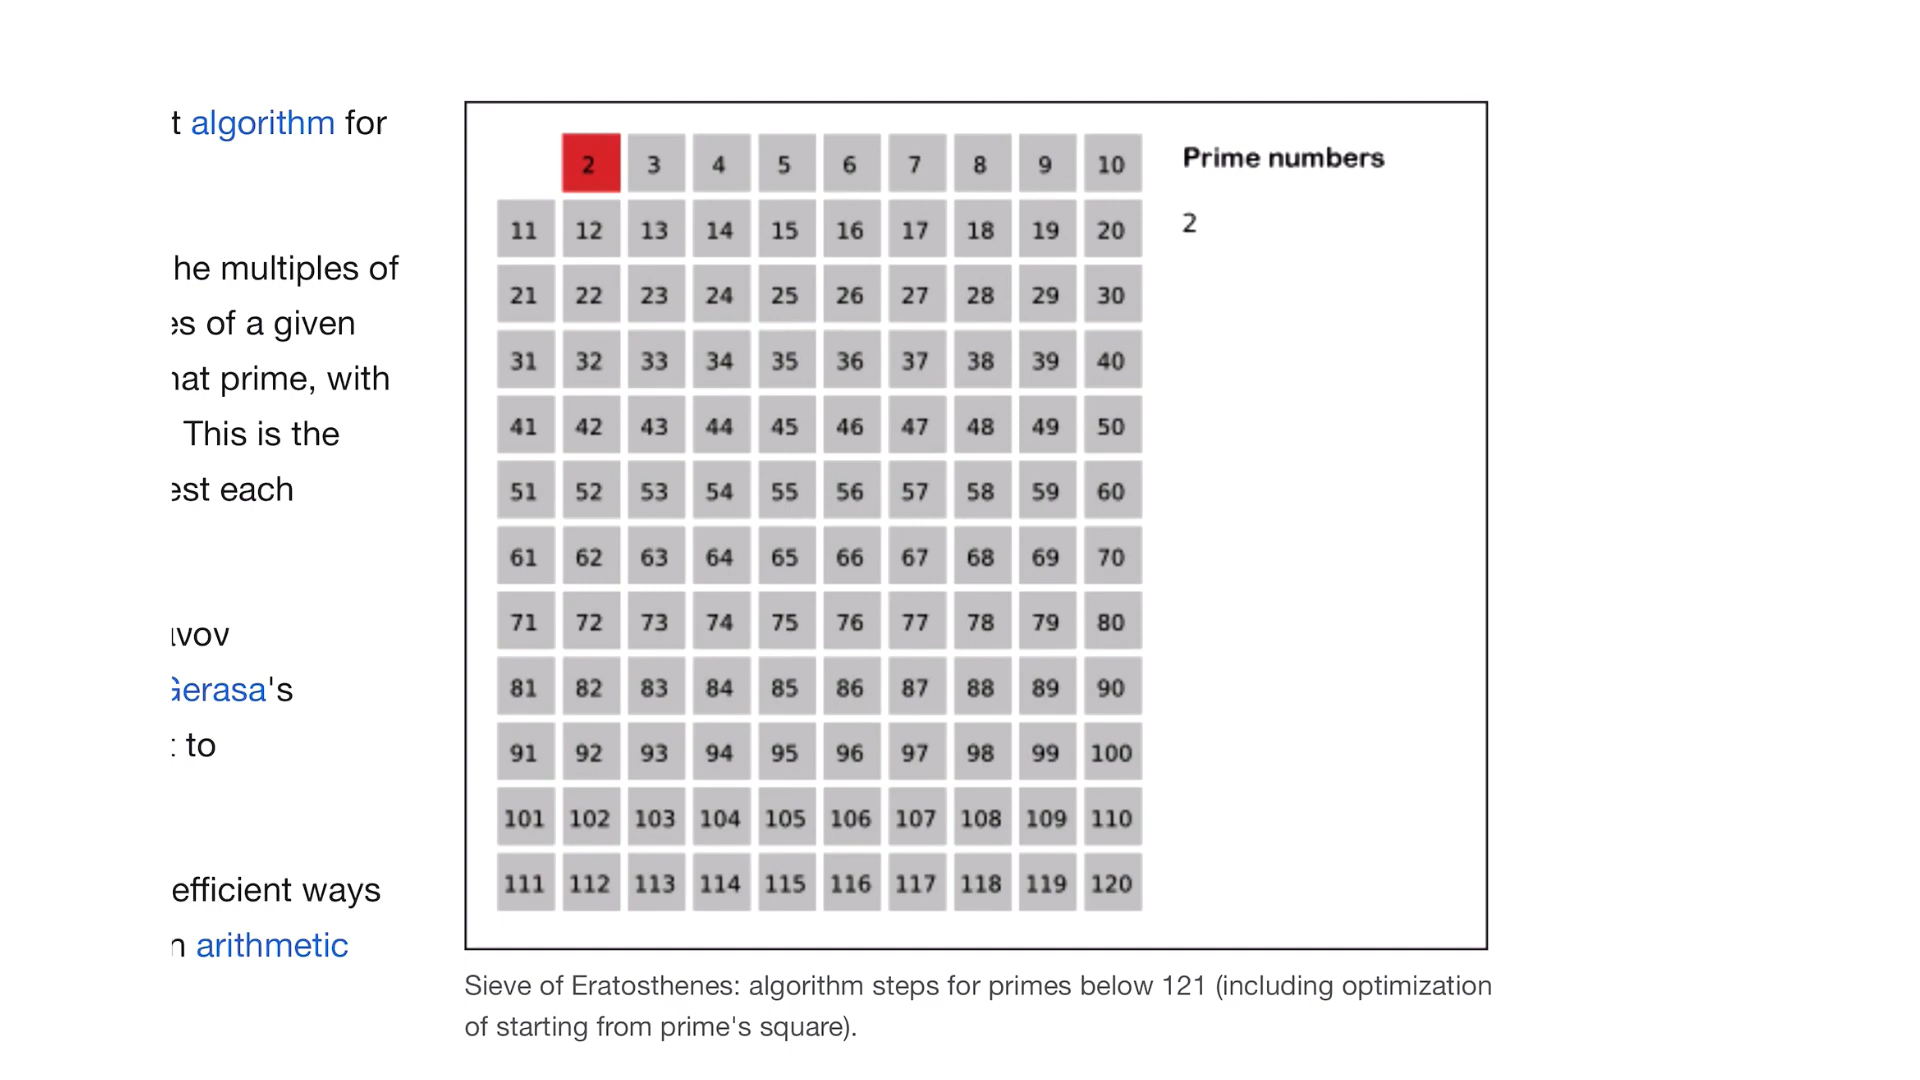 t algorithm for
he multiples of
es of a given
hat prime, with
This is the
est each
vov
Gerasa's
: to
efficient ways
n arithmetic
2 3 4 5 6 7 8 9 10
11 12 13 14 15 16 17 18 19 20
21 22 23 24 25 26 27 28 29 30
31 32 33 34 35 36 37 38 39 40
41 42 43 44 45 46 47 48 49 50
51 52 53 54 55 56 57 58 59 60
61 62 63 64 65 66 67 68 69 70
71 72 73 74 75 76 77 78 79 80
81 82 83 84 85 86 87 88 89 90
91 92 93 94 95 96 97 98 99 100
101 102 103 104 105 106 107 108 109 110
111 112 113 114 115 116 117 118 119 120
Prime numbers
2
Sieve of Eratosthenes: algorithm steps for primes below 121 (including optimization
of starting from prime's square).